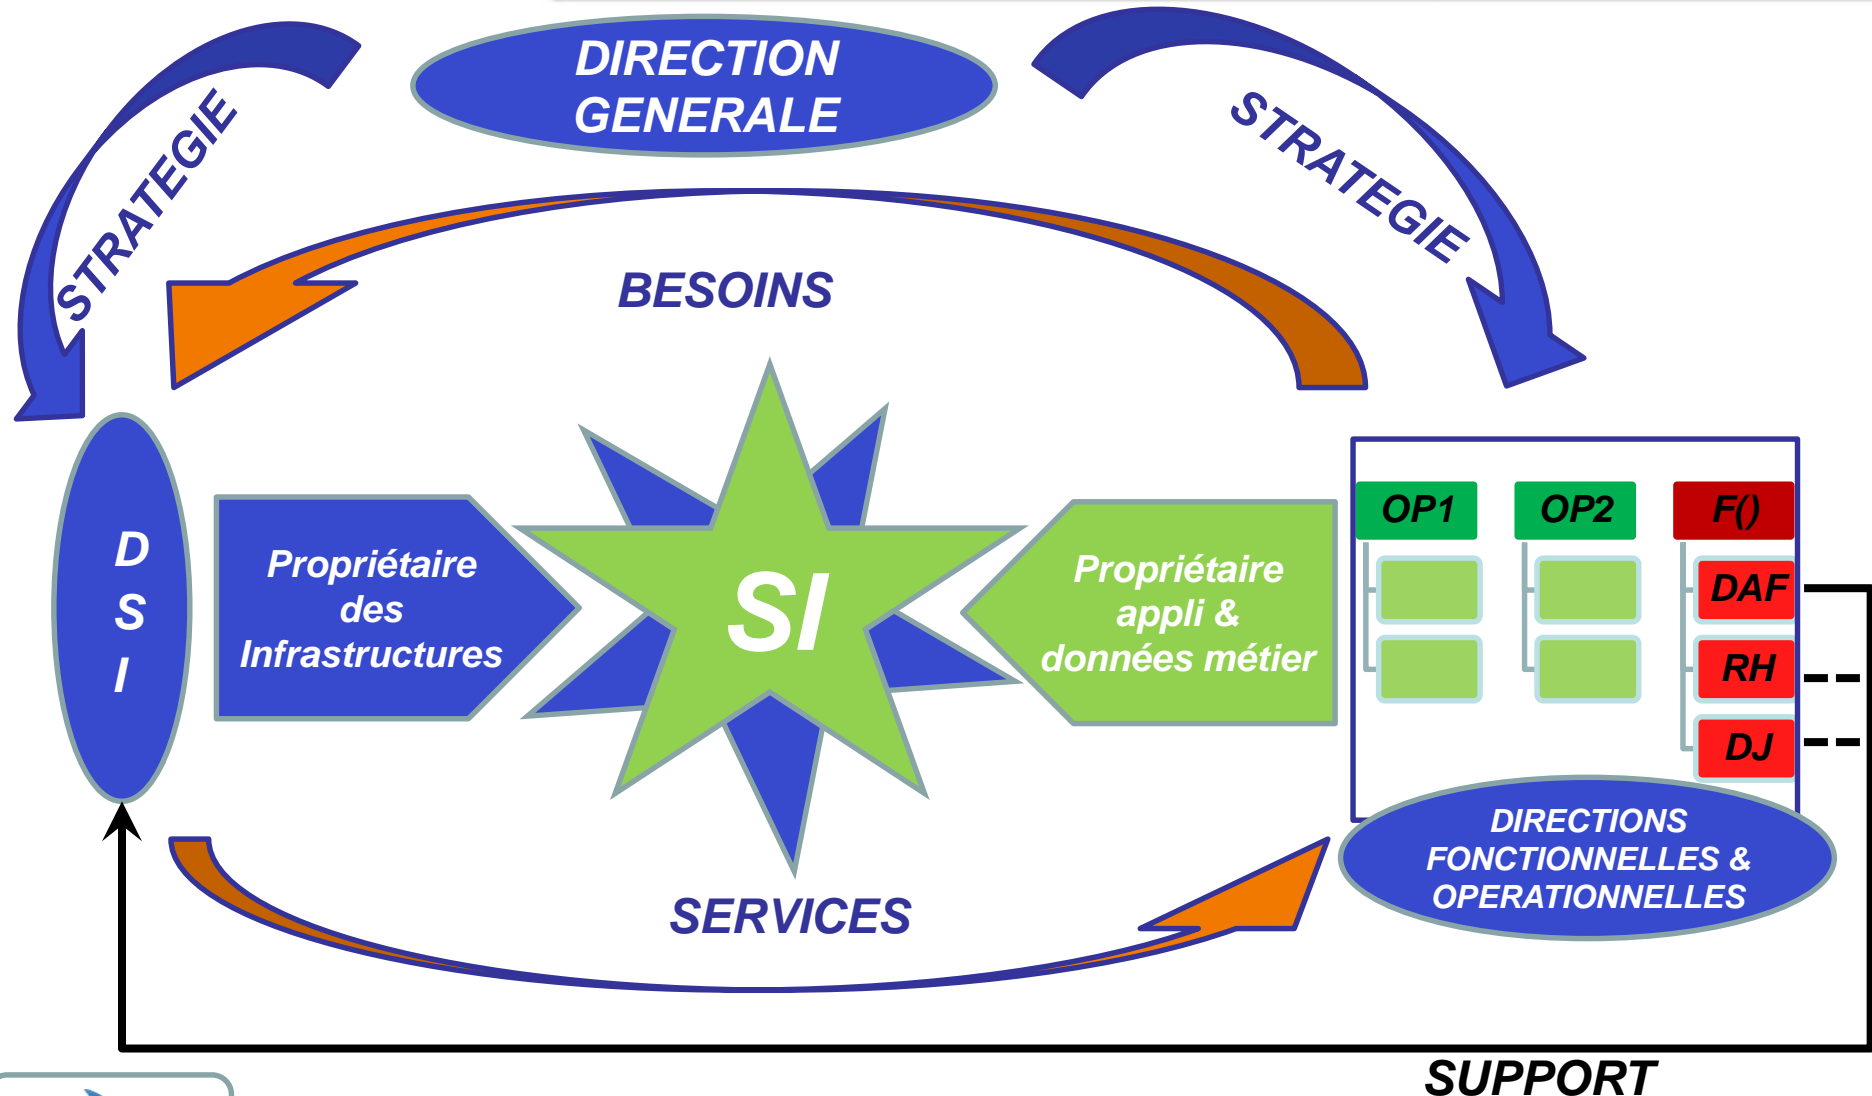 DIRECTION
GENERALE
STRATEGIE
STRATEGIE
BESOINS
D
S
I
Propriétaire
des
Infrastructures
SI
Propriétaire
appli &
données métier
OP1
OP2
F()
DAF
RH
DJ
DIRECTIONS
FONCTIONNELLES &
OPERATIONNELLES
SERVICES
SUPPORT